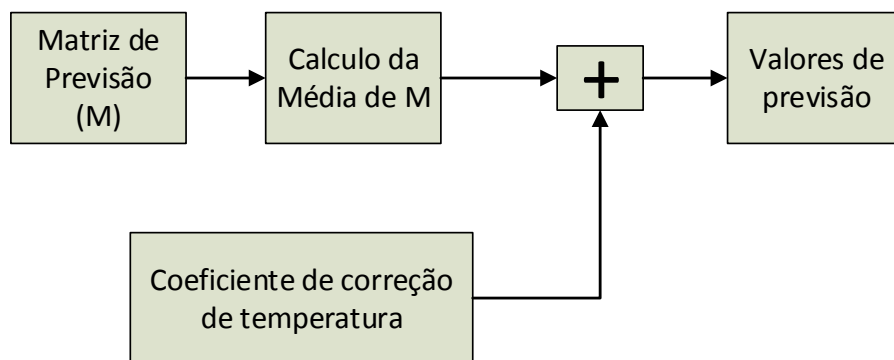 Matriz de
Previsão
(M)
Calculo da
Média de M
+
Valores de
previsão
Coeficiente de correção
de temperatura